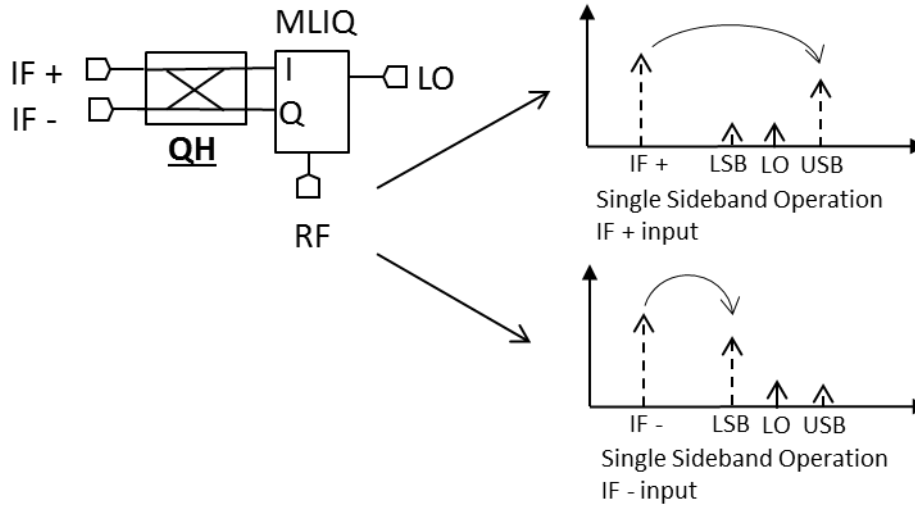 MLIQ
IF +
IF -
I
Q
LO
QH
RF
IF +
LSB
LO
USB
Single Sideband Operation
IF + input
IF -
LSB
LO
USB
Single Sideband Operation
IF - input